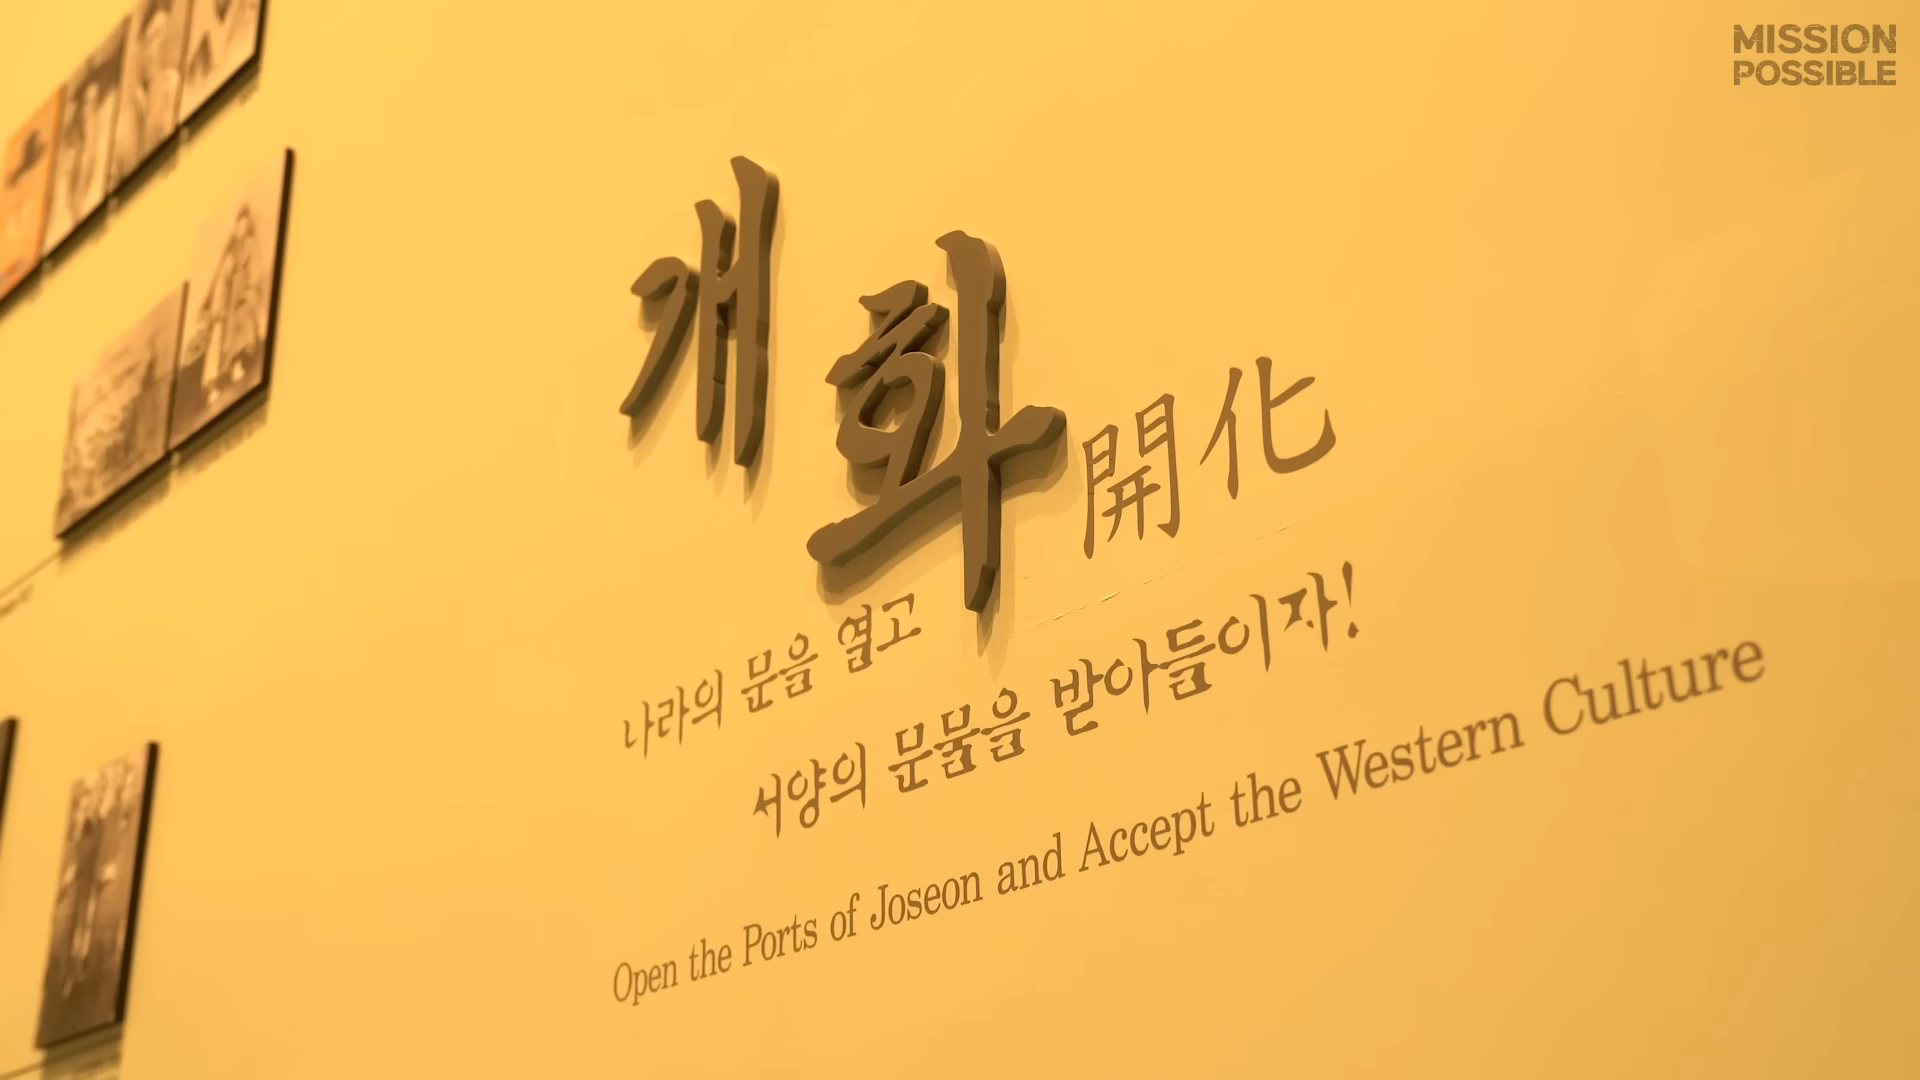 MISSION
POSSIBLE
개화 開化
나라의 문을 열고
서양의 문물을 받아들이자!
Open the Ports of Joseon and Accept the Western Culture